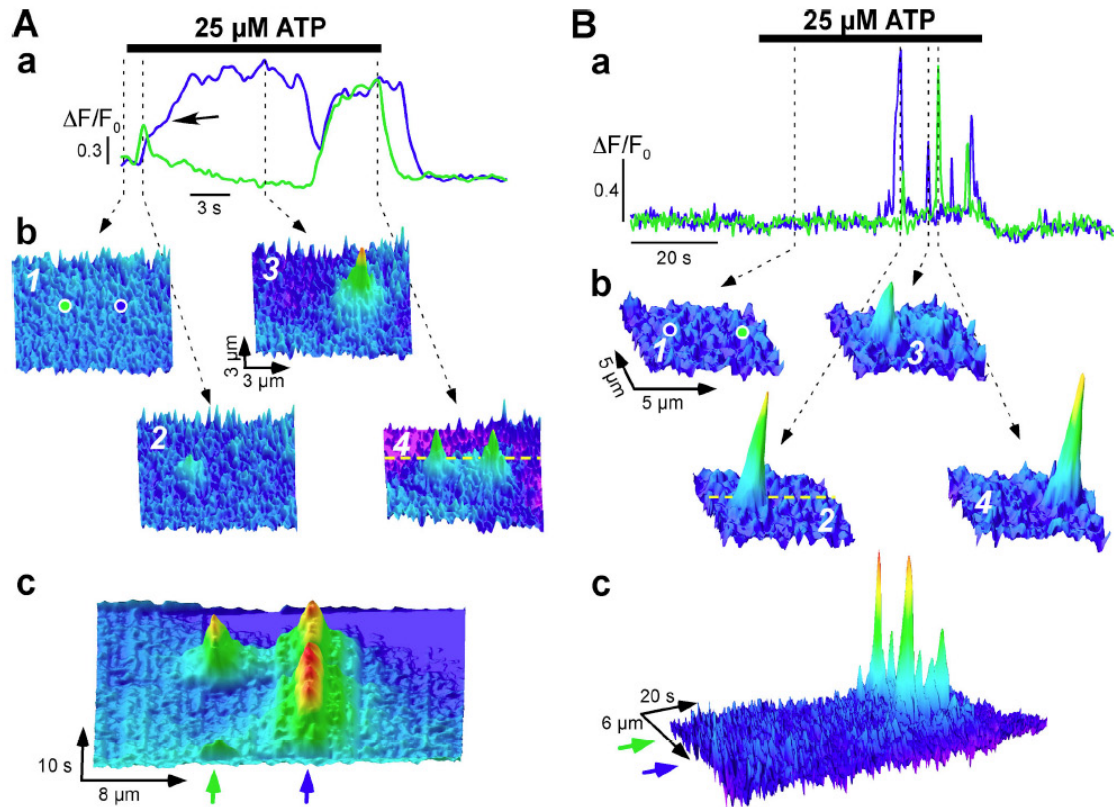 A
25 µM ATP
a
ΔF/F0
0.3
3 s
b
1
3
3 µm
3 µm
2
4
c
10 s
8 µm
B
25 µM ATP
a
ΔF/F0
0.4
20 s
b
1
3
5 µm
5 µm
2
4
c
20 s
6 µm